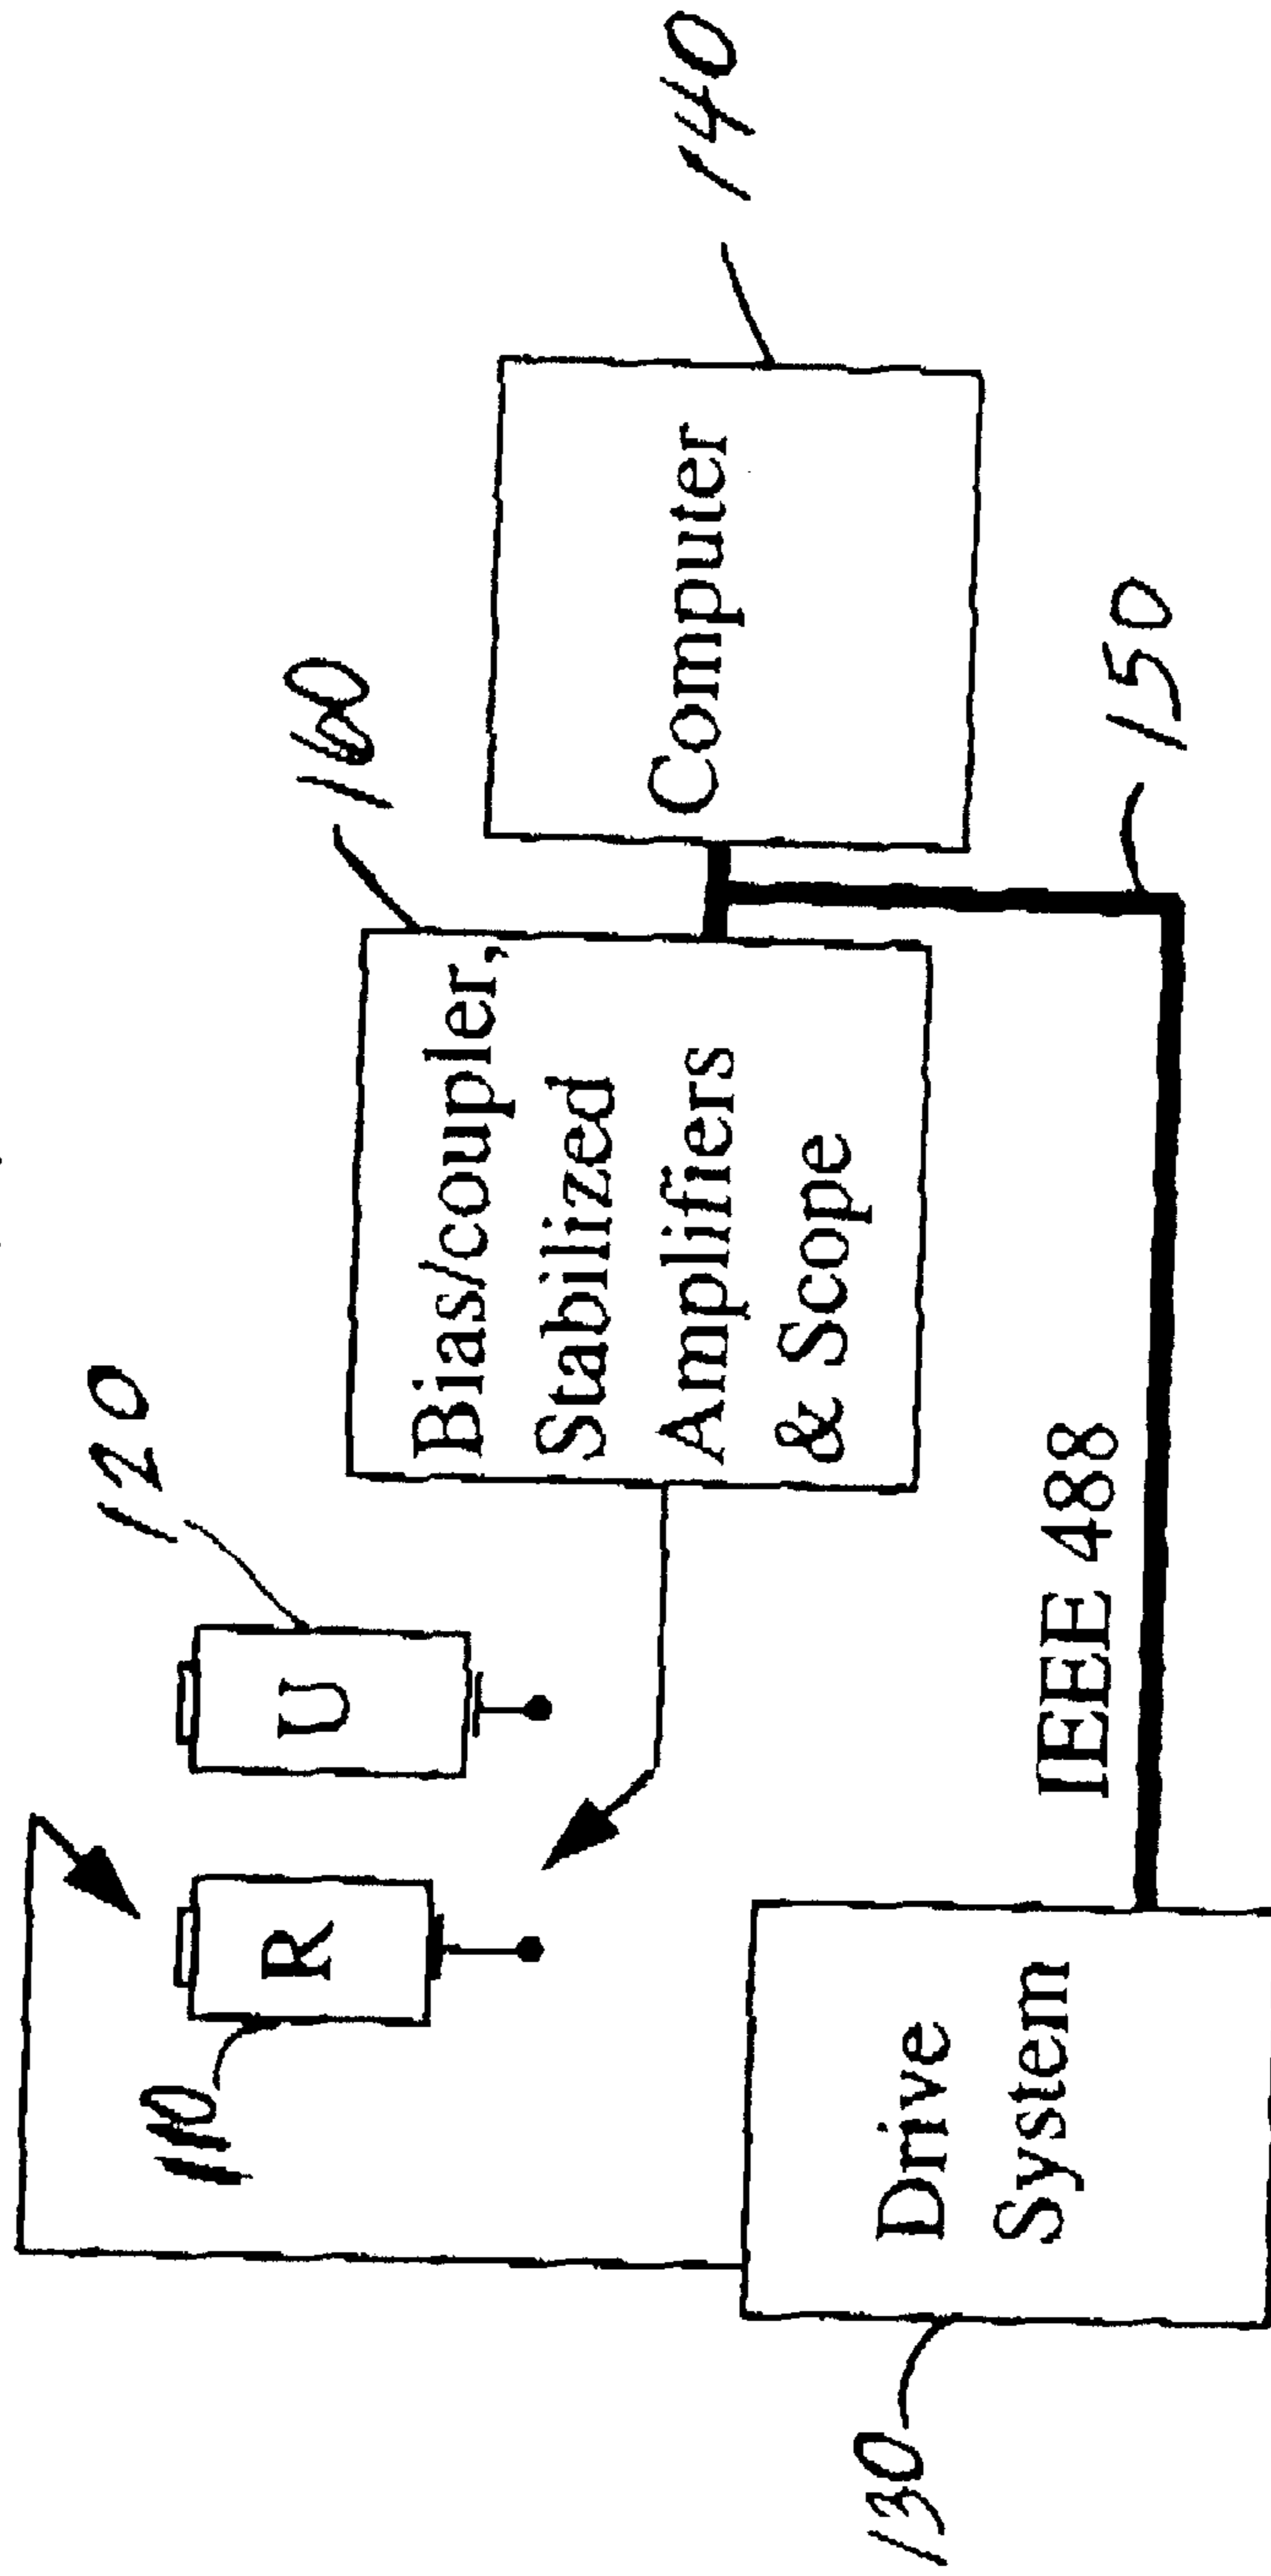 120
110
R
U
160
Bias/coupler,
Stabilized
Amplifiers
& Scope
140
Computer
130
Drive
System
IEEE 488
150